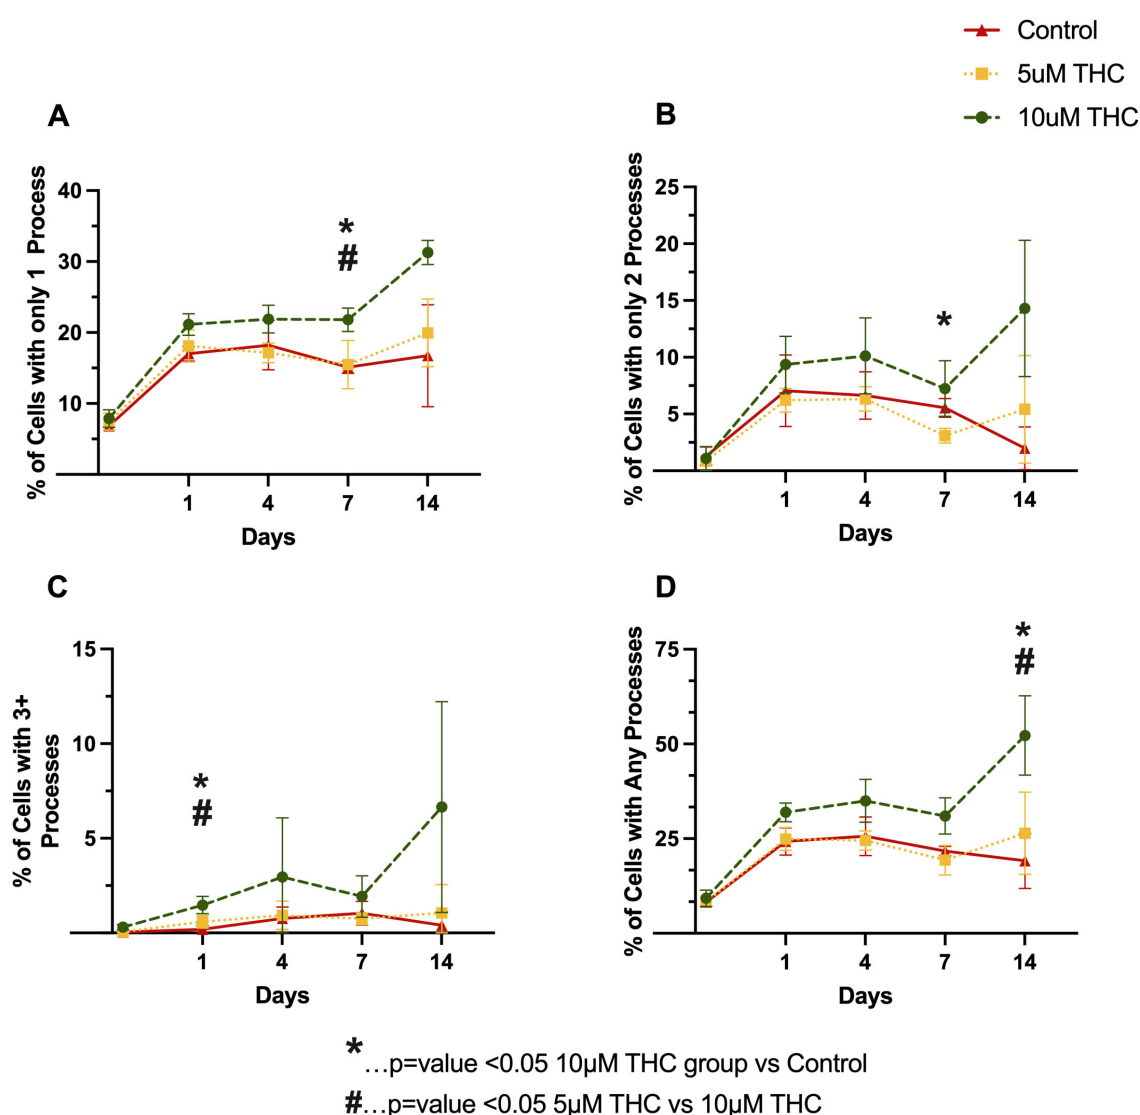 Control
5uM THC
10uM THC
A
% of Cells with only 1 Process
40
30
20
10
*
#
1 4 7 14
Days
B
% of Cells with only 2 Processes
25
20
15
10
5
*
1 4 7 14
Days
C
% of Cells with 3+
Processes
15
10
5
*
#
1 4 7 14
Days
D
% of Cells with Any Processes
75
50
25
*
#
1 4 7 14
Days
*…p=value <0.05 10µM THC group vs Control
#…p=value <0.05 5µM THC vs 10µM THC